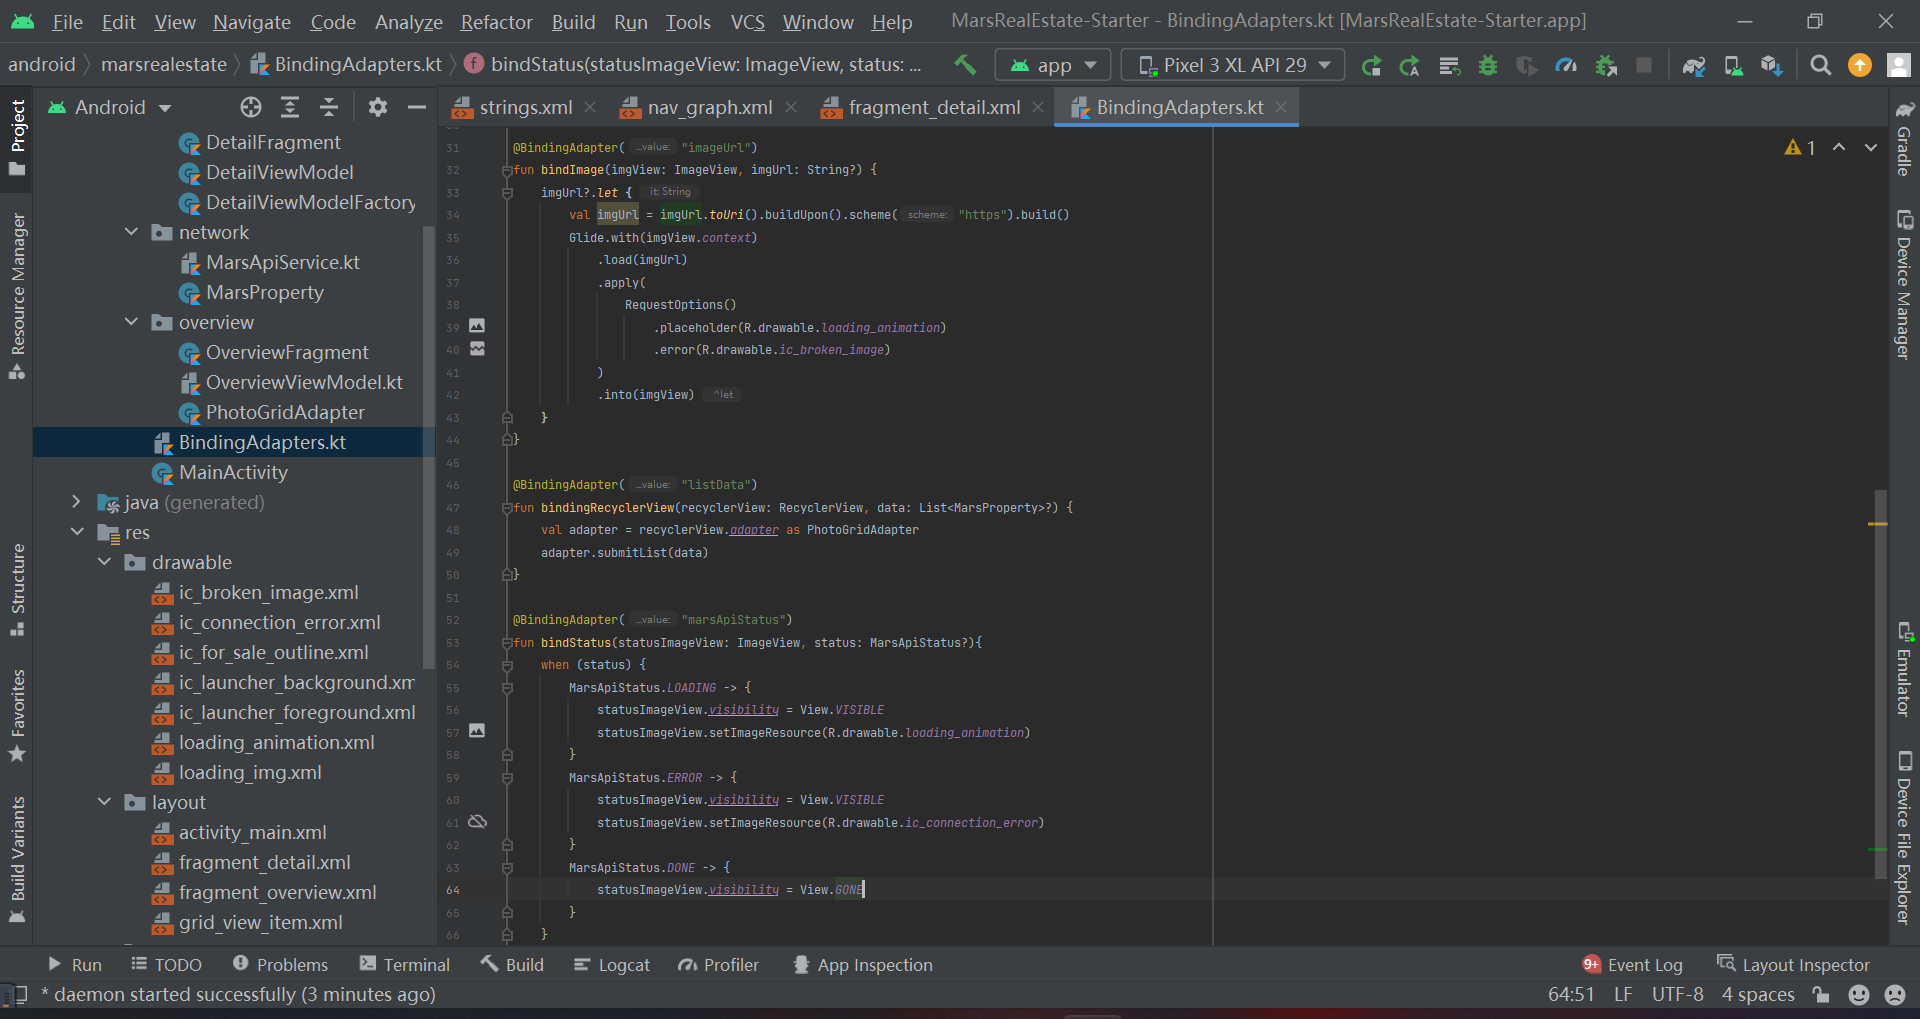 File Edit View Navigate Code Analyze Refactor Build Run Tools VCS Window Help MarsRealEstate-Starter - BindingAdapters.kt [MarsRealEstate-Starter.app]
android marsrealestate BindingAdapters.kt bindStatus(statusImageView: ImageView, status: ... app Pixel 3 XL API 29
Android strings.xml nav_graph.xml fragment_detail.xml BindingAdapters.kt
Project
Resource Manager
Structure
Favorites
Build Variants
DetailFragment
DetailViewModel
DetailViewModelFactory
network
MarsApiService.kt
MarsProperty
overview
OverviewFragment
OverviewViewModel.kt
PhotoGridAdapter
BindingAdapters.kt
MainActivity
java (generated)
res
drawable
ic_broken_image.xml
ic_connection_error.xml
ic_for_sale_outline.xml
ic_launcher_background.xm
ic_launcher_foreground.xml
loading_animation.xml
loading_img.xml
layout
activity_main.xml
fragment_detail.xml
fragment_overview.xml
grid_view_item.xml
31 @BindingAdapter( ...value: "imageUrl")
32 fun bindImage(imgView: ImageView, imgUrl: String?) {
33 imgUrl?.let { it: String
34 val imgUrl = imgUrl.toUri().buildUpon().scheme( scheme: "https").build()
35 Glide.with(imgView.context)
36 .load(imgUrl)
37 .apply(
38 RequestOptions()
39 .placeholder(R.drawable.loading_animation)
40 .error(R.drawable.ic_broken_image)
41 )
42 .into(imgView) ^let
43 }
44 }
45
46 @BindingAdapter( ...value: "listData")
47 fun bindingRecyclerView(recyclerView: RecyclerView, data: List<MarsProperty>?) {
48 val adapter = recyclerView.adapter as PhotoGridAdapter
49 adapter.submitList(data)
50 }
51
52 @BindingAdapter( ...value: "marsApiStatus")
53 fun bindStatus(statusImageView: ImageView, status: MarsApiStatus?){
54 when (status) {
55 MarsApiStatus.LOADING -> {
56 statusImageView.visibility = View.VISIBLE
57 statusImageView.setImageResource(R.drawable.loading_animation)
58 }
59 MarsApiStatus.ERROR -> {
60 statusImageView.visibility = View.VISIBLE
61 statusImageView.setImageResource(R.drawable.ic_connection_error)
62 }
63 MarsApiStatus.DONE -> {
64 statusImageView.visibility = View.GONE
65 }
66 }
1
Gradle
Device Manager
Emulator
Device File Explorer
Run TODO Problems Terminal Build Logcat Profiler App Inspection 9+ Event Log Layout Inspector
* daemon started successfully (3 minutes ago) 64:51 LF UTF-8 4 spaces